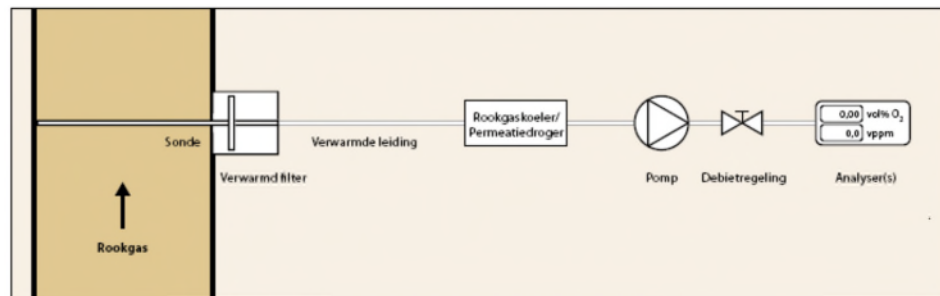 Sonde
Verwarmd filter
Verwarmde leiding
Rookgaskoeler/
Permeatiedroger
Pomp
Debietregeling
0,00 vol% O₂
0,0 vppm
Analyser(s)
Rookgas